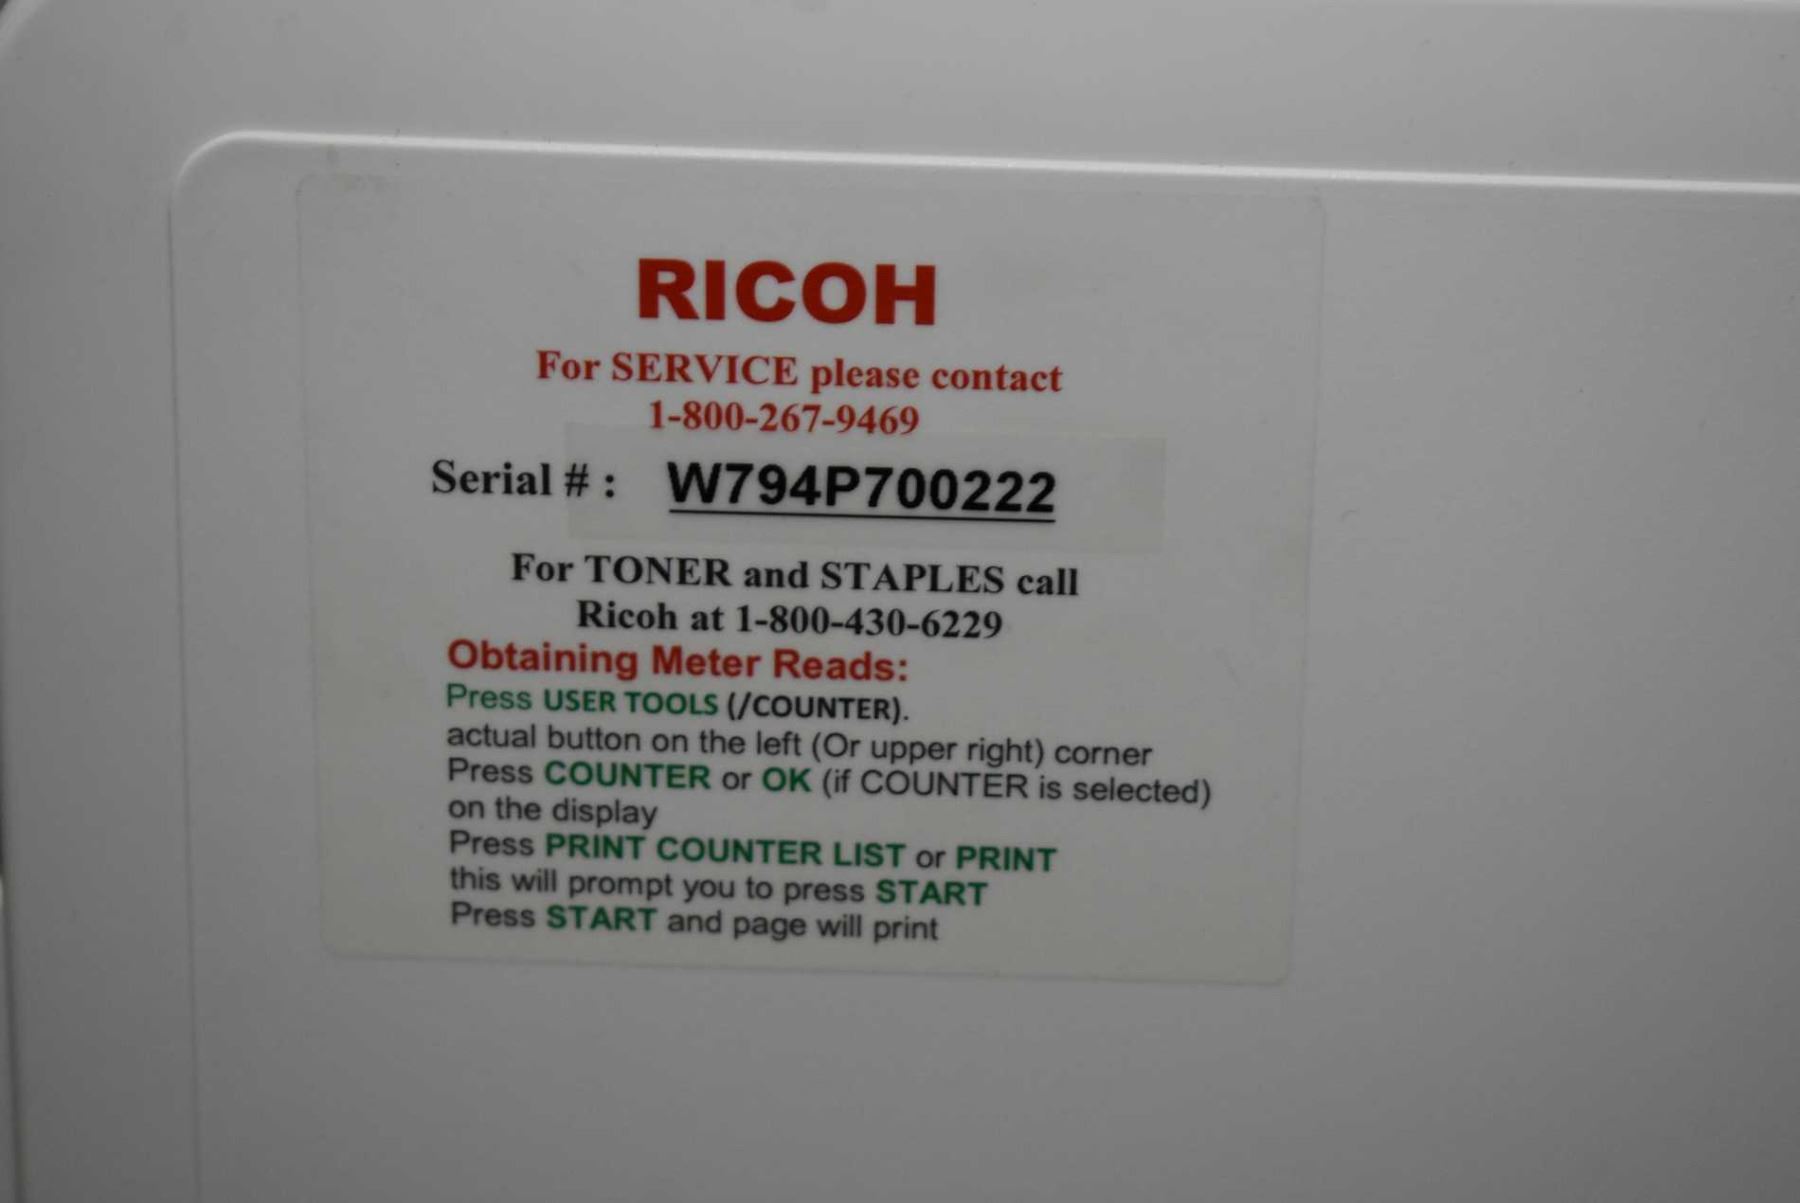 RICOH
For SERVICE please contact
1-800-267-9469
Serial # : W794P700222
For TONER and STAPLES call
Ricoh at 1-800-430-6229
Obtaining Meter Reads:
Press USER TOOLS (/COUNTER).
actual button on the left (Or upper right) corner
Press COUNTER or OK (if COUNTER is selected)
on the display
Press PRINT COUNTER LIST or PRINT
this will prompt you to press START
Press START and page will print